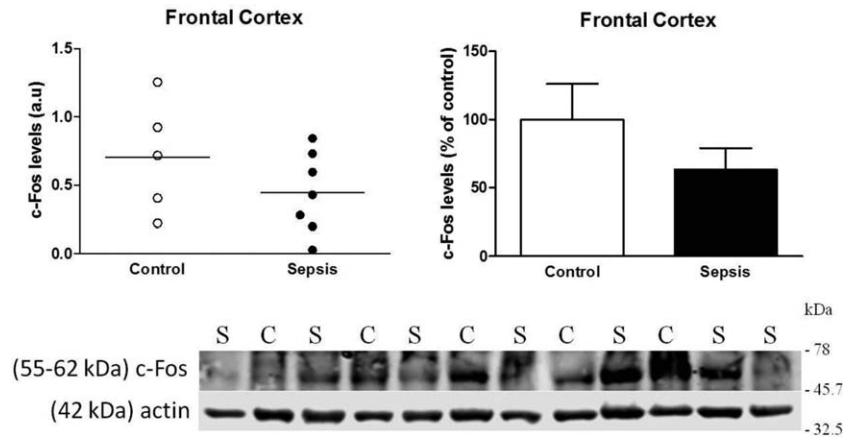 Frontal Cortex
c-Fos levels (a.u)
1.5
1.0
0.5
0.0
Control Sepsis
Frontal Cortex
c-Fos levels (% of control)
150
100
50
0
Control Sepsis
kDa
S C S C S C S C S C S S
(55-62 kDa) c-Fos
- 78
- 45.7
(42 kDa) actin
- 32.5